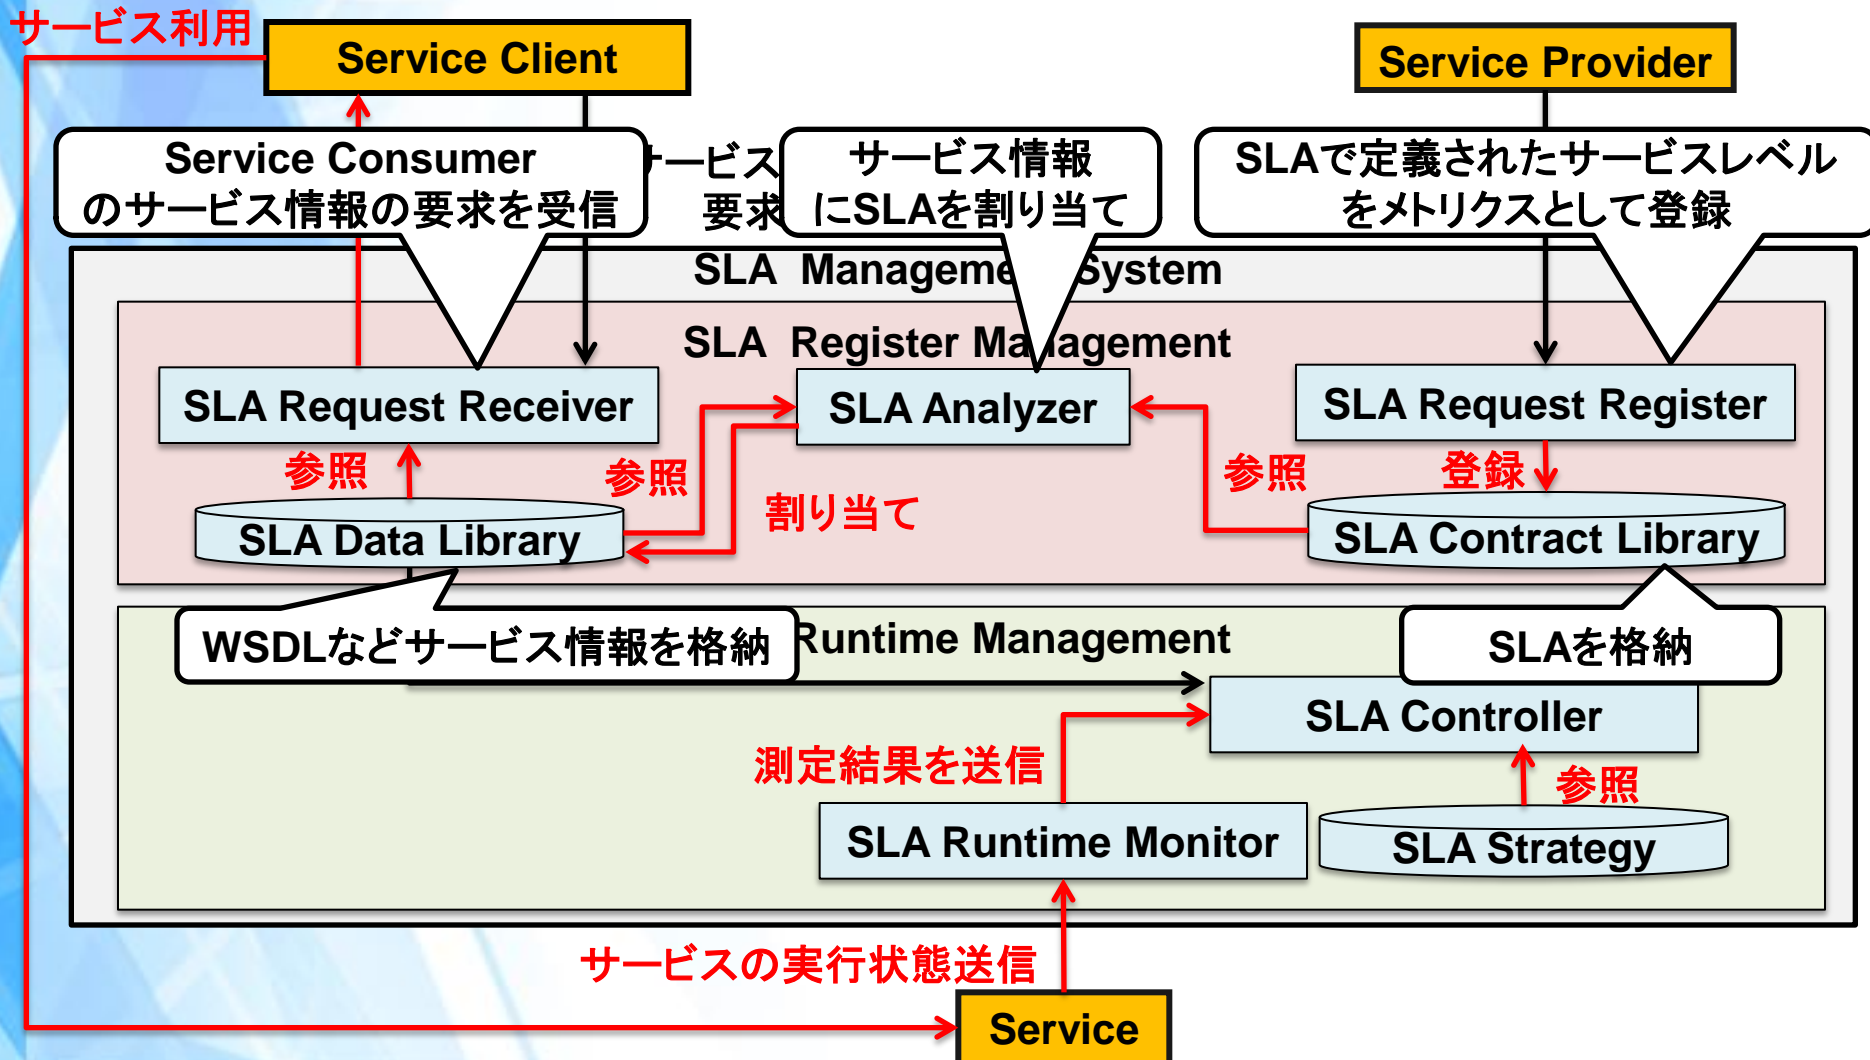 サービス利用
Service Client
Service Provider
Service Consumer
のサービス情報の要求を受信
ービス
要求
サービス情報
にSLAを割り当て
SLAで定義されたサービスレベル
をメトリクスとして登録
SLA Manageme System
SLA Register Management
SLA Request Receiver
SLA Analyzer
SLA Request Register
参照
参照
割り当て
参照
登録
SLA Data Library
SLA Contract Library
WSDLなどサービス情報を格納
Runtime Management
SLAを格納
SLA Controller
測定結果を送信
参照
SLA Runtime Monitor
SLA Strategy
サービスの実行状態送信
Service